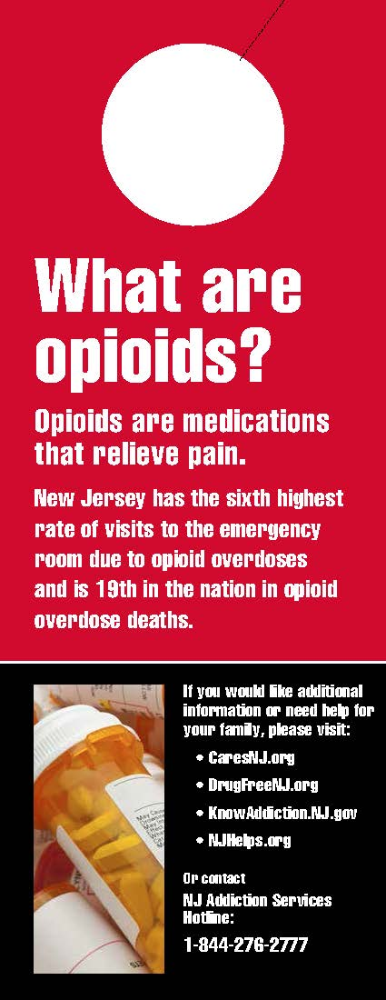 What are
opioids?
Opioids are medications
that relieve pain.
New Jersey has the sixth highest
rate of visits to the emergency
room due to opioid overdoses
and is 19th in the nation in opioid
overdose deaths.
If you would like additional
information or need help for
your family, please visit:
• CaresNJ.org
• DrugFreeNJ.org
• KnowAddiction.NJ.gov
• NJHelps.org
Or contact
NJ Addiction Services
Hotline:
1-844-276-2777
May Cause